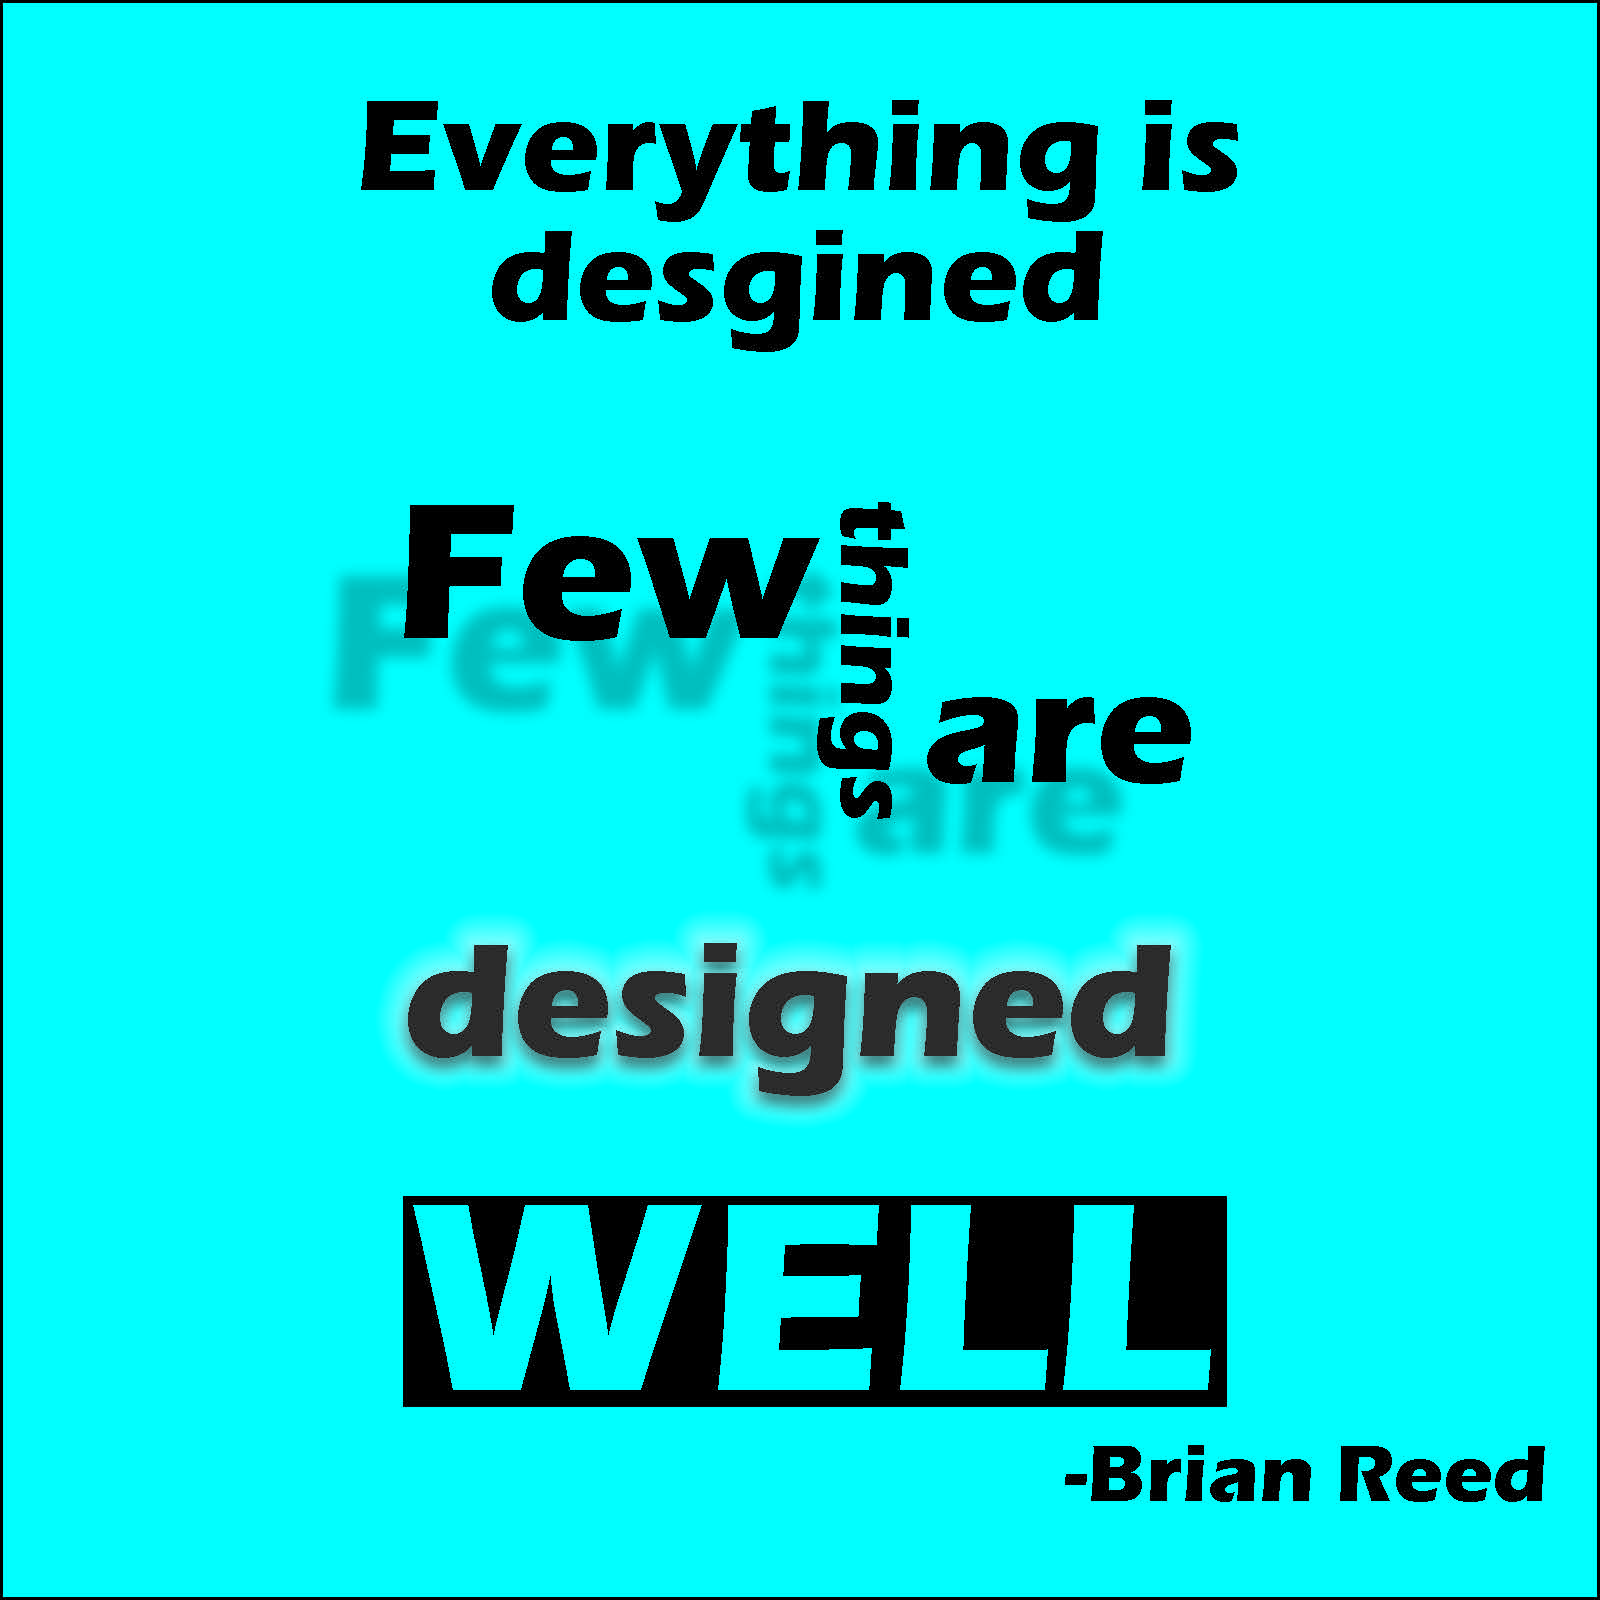 Everything is
desgined
Few
things
are
designed
WELL
-Brian Reed